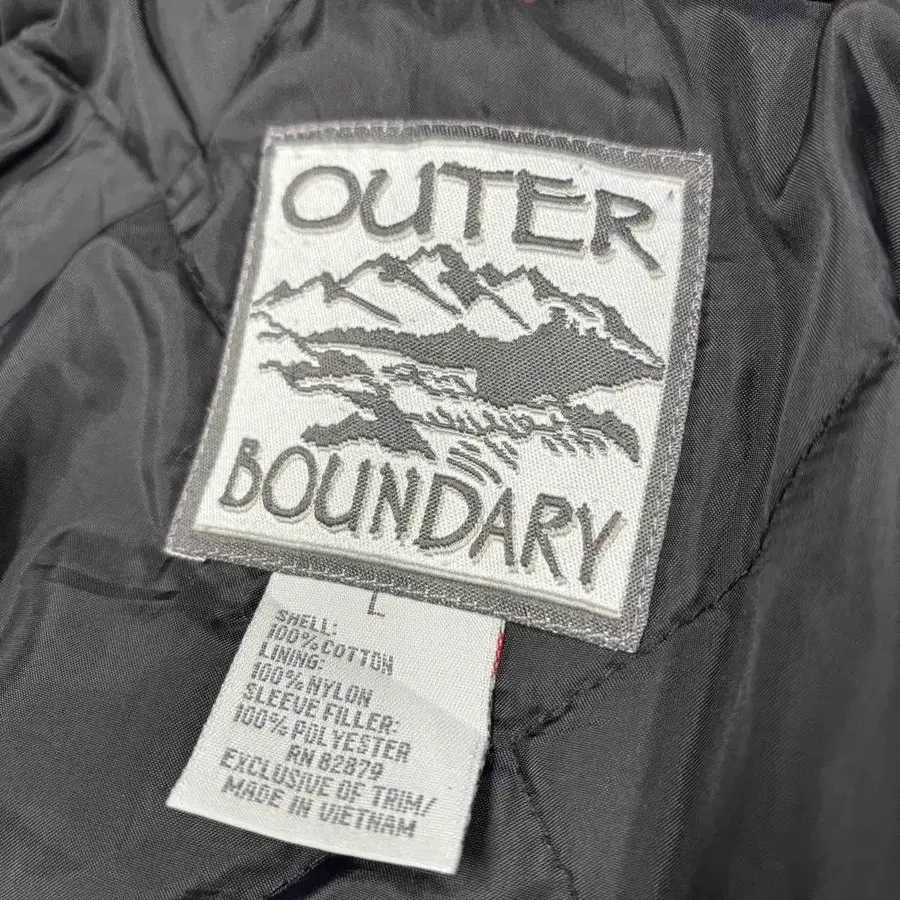 OUTER
BOUNDARY
L
SHELL:
100% COTTON
LINING:
100% NYLON
SLEEVE FILLER:
100% POLYESTER
RN 82879
EXCLUSIVE OF TRIM/
MADE IN VIETNAM